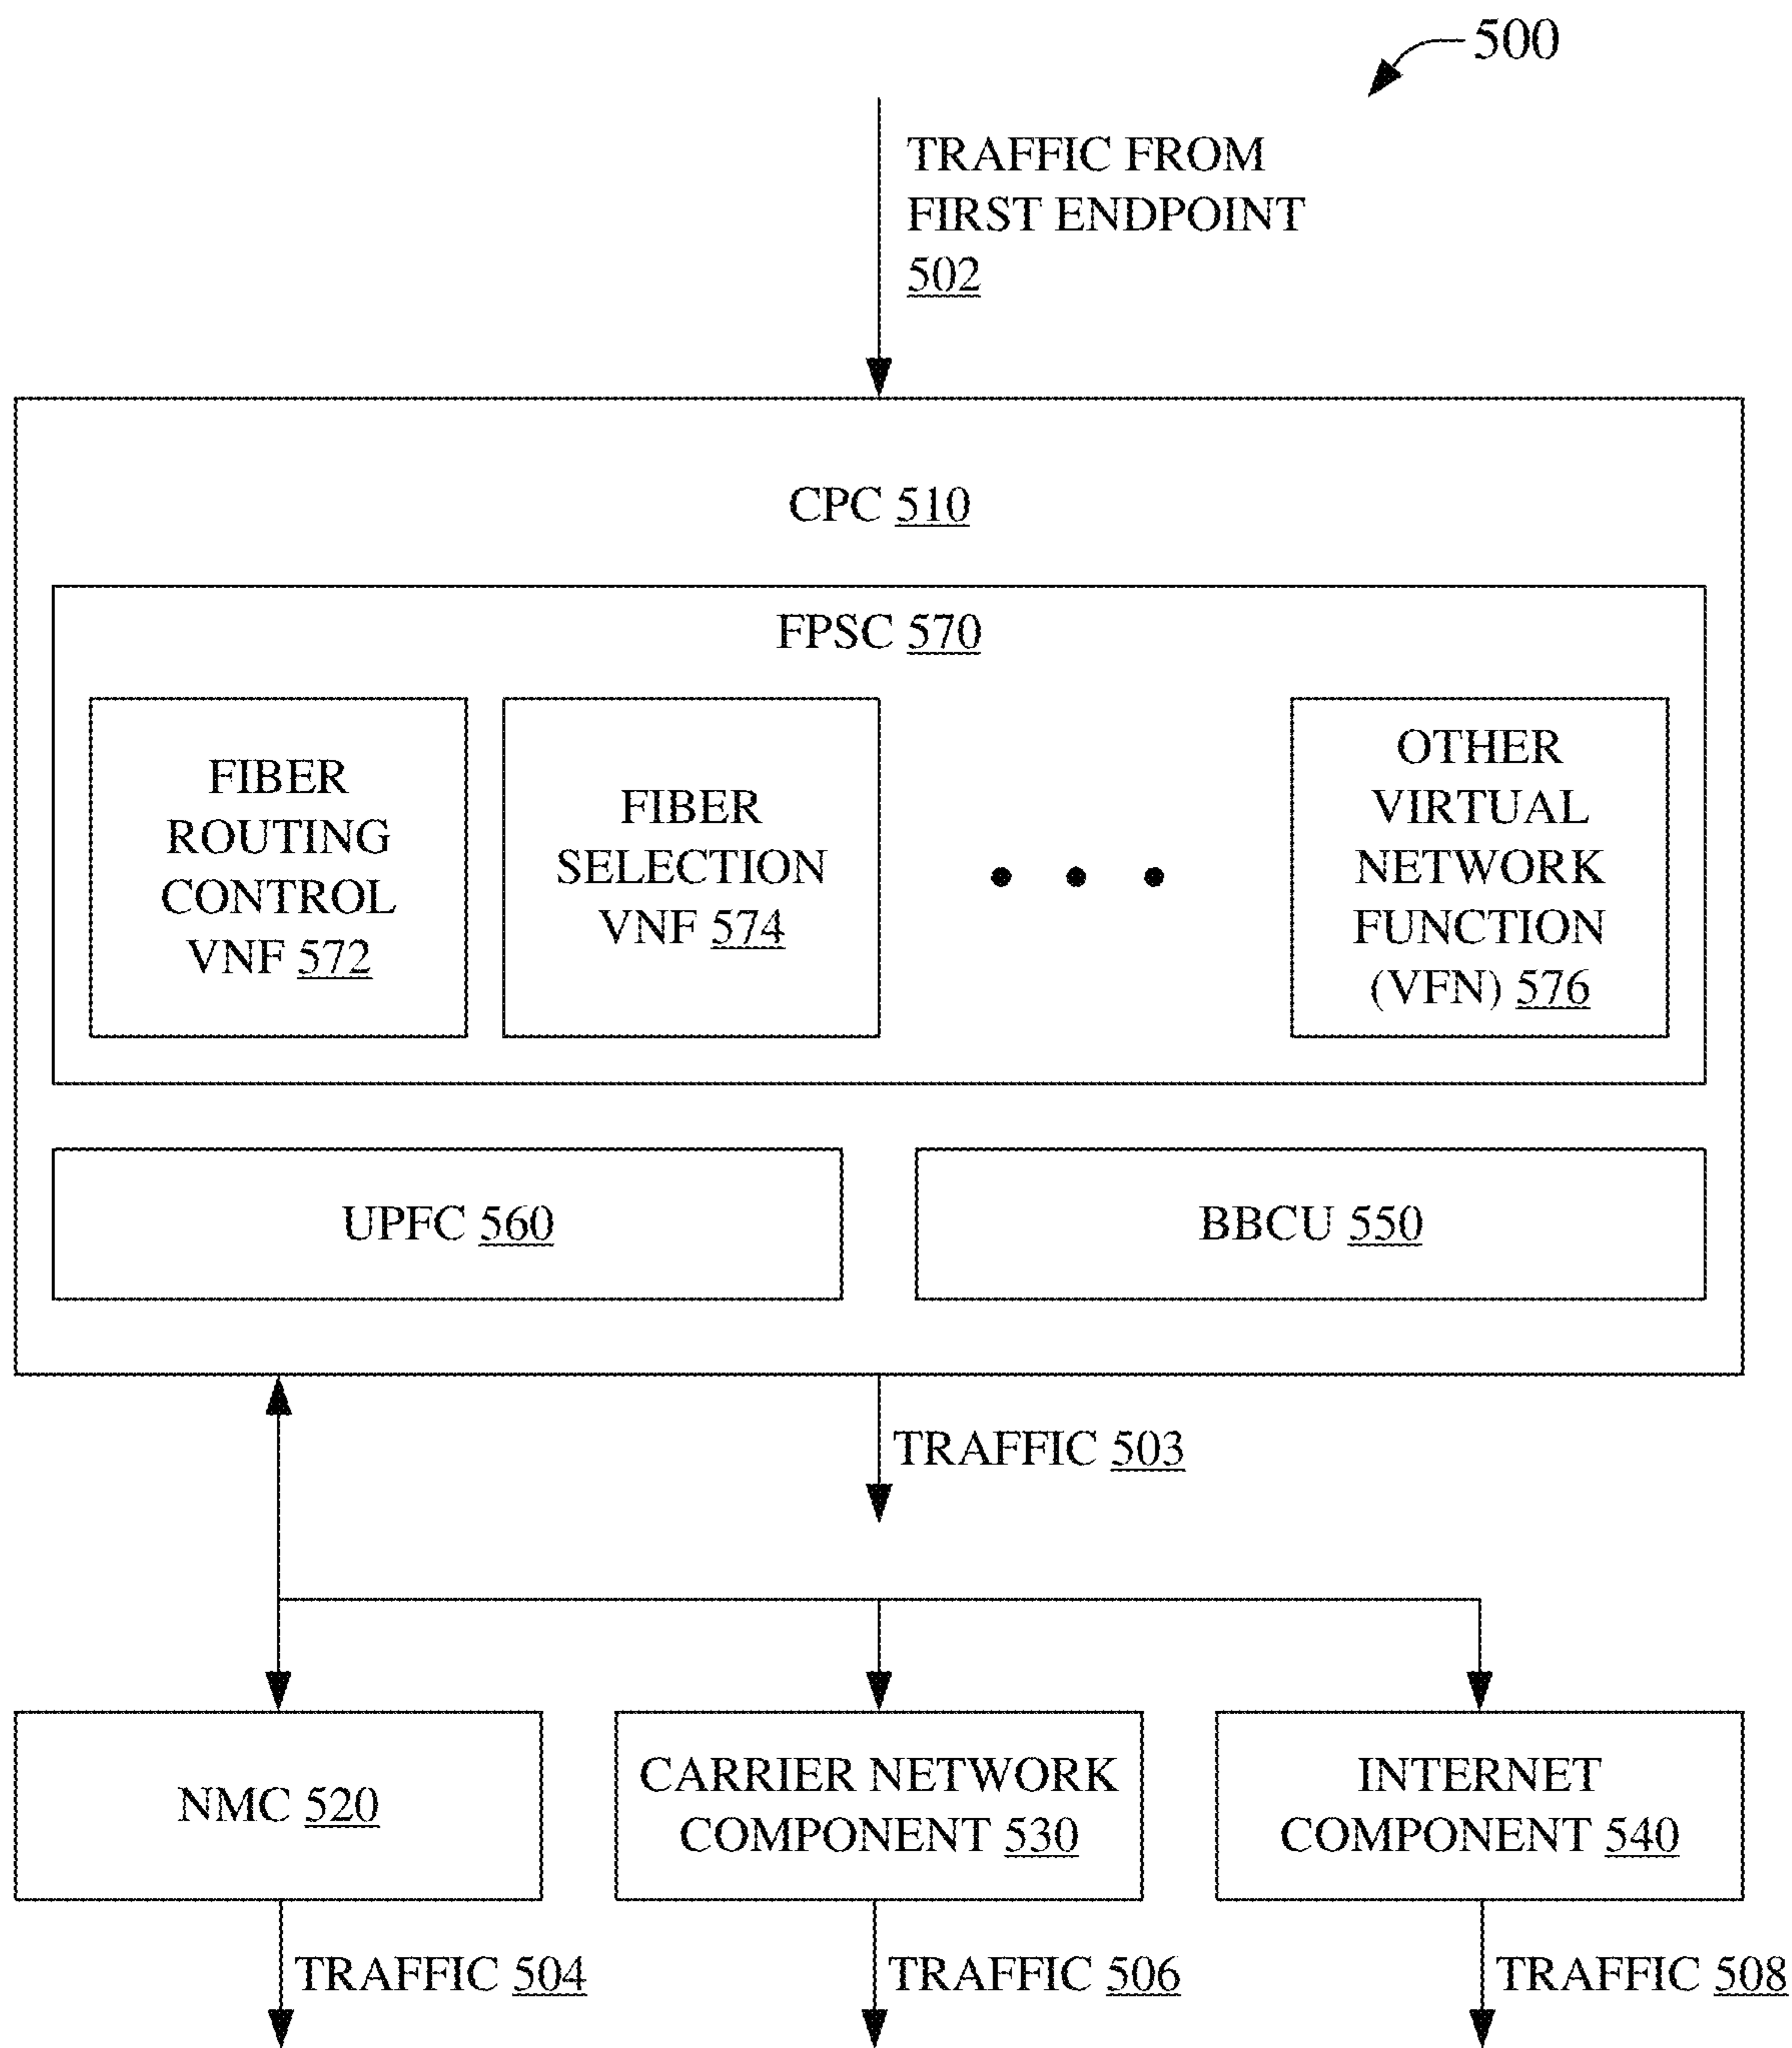 500
TRAFFIC FROM
FIRST ENDPOINT
502
CPC 510
FPSC 570
FIBER
ROUTING
CONTROL
VNF 572
FIBER
SELECTION
VNF 574
OTHER
VIRTUAL
NETWORK
FUNCTION
(VFN) 576
UPFC 560
BBCU 550
TRAFFIC 503
NMC 520
CARRIER NETWORK
COMPONENT 530
INTERNET
COMPONENT 540
TRAFFIC 504
TRAFFIC 506
TRAFFIC 508